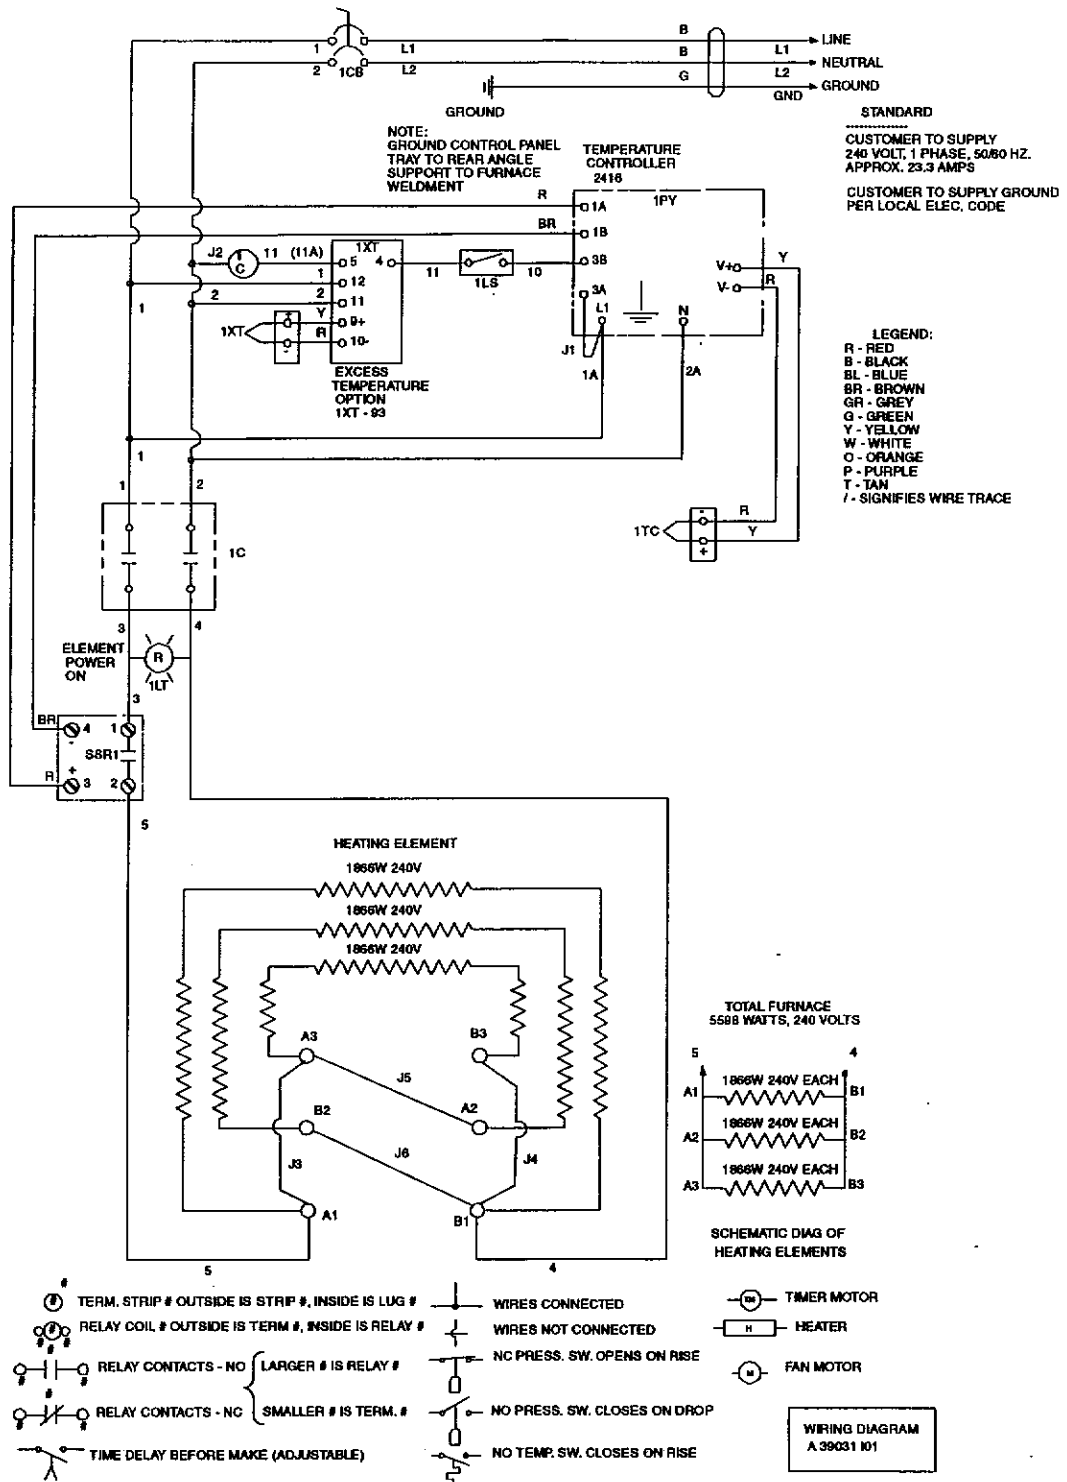 B
LINE
1
L1
B
L1
NEUTRAL
2
1CB
L2
G
L2
GROUND
GND
GROUND
STANDARD
------------
CUSTOMER TO SUPPLY
240 VOLT, 1 PHASE, 50/60 HZ.
APPROX. 23.3 AMPS
CUSTOMER TO SUPPLY GROUND
PER LOCAL ELEC. CODE
NOTE:
GROUND CONTROL PANEL
TRAY TO REAR ANGLE
SUPPORT TO FURNACE
WELDMENT
TEMPERATURE
CONTROLLER
2416
R
1A
1PY
BR
1B
J2
C
11
(11A)
1XT
5
4
11
1LS
10
3B
V+
Y
1
12
3A
V-
R
1
2
2
11
L1
N
1XT
+
-
Y
9+
R
10-
J1
1A
2A
EXCESS
TEMPERATURE
OPTION
1XT - 93
LEGEND:
R - RED
B - BLACK
BL - BLUE
BR - BROWN
GR - GREY
G - GREEN
Y - YELLOW
W - WHITE
O - ORANGE
P - PURPLE
T - TAN
/ - SIGNIFIES WIRE TRACE
1
1
2
1TC
-
+
R
Y
1C
3
4
ELEMENT
POWER
ON
R
1LT
3
BR
4
1
-
SSR1
+
R
3
2
5
HEATING ELEMENT
1866W 240V
1866W 240V
1866W 240V
A3
B3
J5
B2
A2
J3
J6
J4
A1
B1
5
4
TOTAL FURNACE
5598 WATTS, 240 VOLTS
5
4
1866W 240V EACH
A1
B1
1866W 240V EACH
A2
B2
1866W 240V EACH
A3
B3
SCHEMATIC DIAG OF
HEATING ELEMENTS
#
# TERM. STRIP # OUTSIDE IS STRIP #, INSIDE IS LUG #
WIRES CONNECTED
TIMER MOTOR
# # # # RELAY COIL # OUTSIDE IS TERM #, INSIDE IS RELAY #
WIRES NOT CONNECTED
H HEATER
# # # RELAY CONTACTS - NO
LARGER # IS RELAY #
NC PRESS. SW. OPENS ON RISE
M FAN MOTOR
# # # RELAY CONTACTS - NC
SMALLER # IS TERM. #
NO PRESS. SW. CLOSES ON DROP
TIME DELAY BEFORE MAKE (ADJUSTABLE)
NO TEMP. SW. CLOSES ON RISE
WIRING DIAGRAM
A 39031 I01